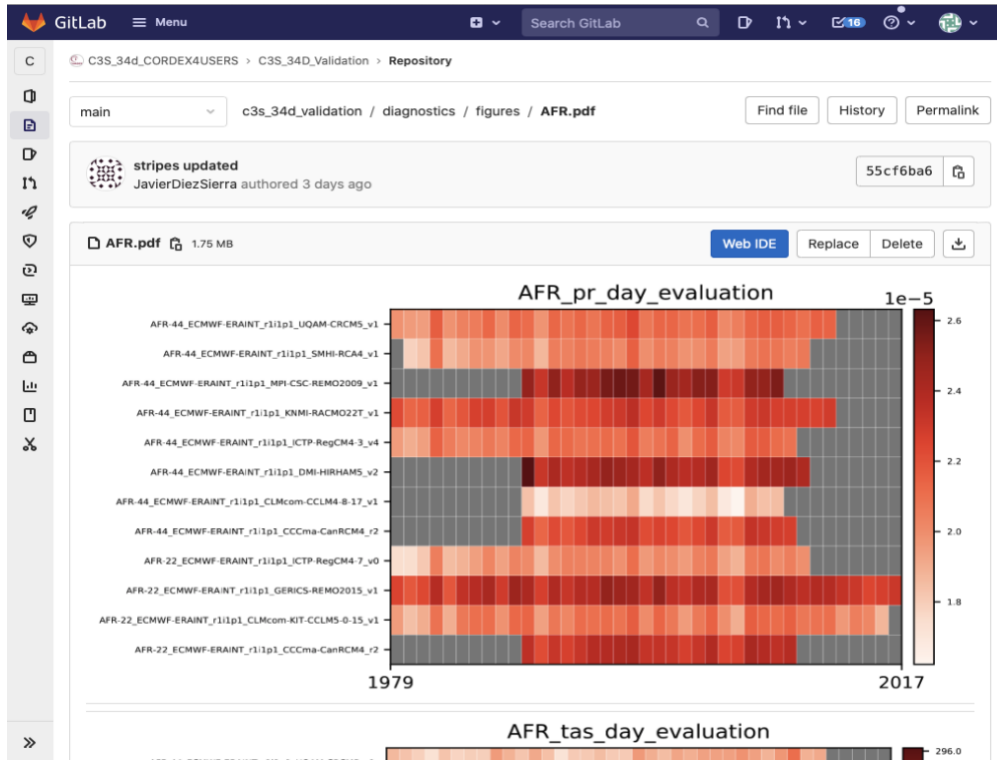 GitLab Menu Search GitLab 16
C C3S_34d_CORDEX4USERS > C3S_34D_Validation > Repository
main c3s_34d_validation / diagnostics / figures / AFR.pdf Find file History Permalink
stripes updated
JavierDiezSierra authored 3 days ago
55cf6ba6
AFR.pdf 1.75 MB Web IDE Replace Delete
AFR_pr_day_evaluation
1e−5
AFR-44_ECMWF-ERAINT_r1i1p1_UQAM-CRCM5_v1
AFR-44_ECMWF-ERAINT_r1i1p1_SMHI-RCA4_v1
AFR-44_ECMWF-ERAINT_r1i1p1_MPI-CSC-REMO2009_v1
AFR-44_ECMWF-ERAINT_r1i1p1_KNMI-RACMO22T_v1
AFR-44_ECMWF-ERAINT_r1i1p1_ICTP-RegCM4-3_v4
AFR-44_ECMWF-ERAINT_r1i1p1_DMI-HIRHAM5_v2
AFR-44_ECMWF-ERAINT_r1i1p1_CLMcom-CCLM4-8-17_v1
AFR-44_ECMWF-ERAINT_r1i1p1_CCCma-CanRCM4_r2
AFR-22_ECMWF-ERAINT_r1i1p1_ICTP-RegCM4-7_v0
AFR-22_ECMWF-ERAINT_r1i1p1_GERICS-REMO2015_v1
AFR-22_ECMWF-ERAINT_r1i1p1_CLMcom-KIT-CCLM5-0-15_v1
AFR-22_ECMWF-ERAINT_r1i1p1_CCCma-CanRCM4_r2
2.6
2.4
2.2
2.0
1.8
1979 2017
AFR_tas_day_evaluation
296.0